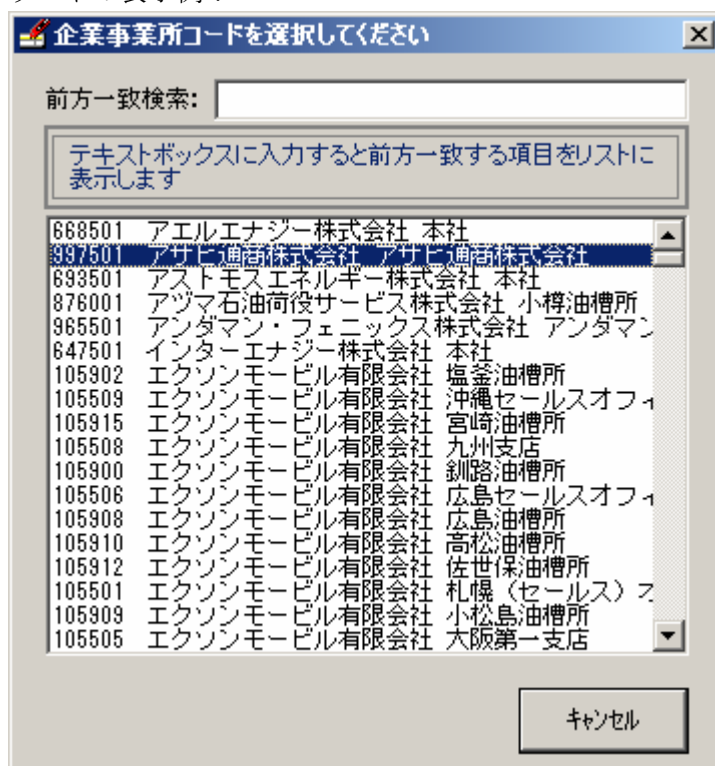 企業事業所コードを選択してください
前方一致検索:
テキストボックスに入力すると前方一致する項目をリストに
表示します
668501 アエルエナジー株式会社 本社
997501 アサヒ通商株式会社 アサヒ通商株式会社
693501 アストモスエネルギー株式会社 本社
876001 アヅマ石油荷役サービス株式会社 小樽油槽所
965501 アンダマン・フェニックス株式会社 アンダマン
647501 インターエナジー株式会社 本社
105902 エクソンモービル有限会社 塩釜油槽所
105509 エクソンモービル有限会社 沖縄セールスオフィ
105915 エクソンモービル有限会社 宮崎油槽所
105508 エクソンモービル有限会社 九州支店
105900 エクソンモービル有限会社 釧路油槽所
105506 エクソンモービル有限会社 広島セールスオフィ
105908 エクソンモービル有限会社 広島油槽所
105910 エクソンモービル有限会社 高松油槽所
105912 エクソンモービル有限会社 佐世保油槽所
105501 エクソンモービル有限会社 札幌（セールス）オ
105909 エクソンモービル有限会社 小松島油槽所
105505 エクソンモービル有限会社 大阪第一支店
キャンセル